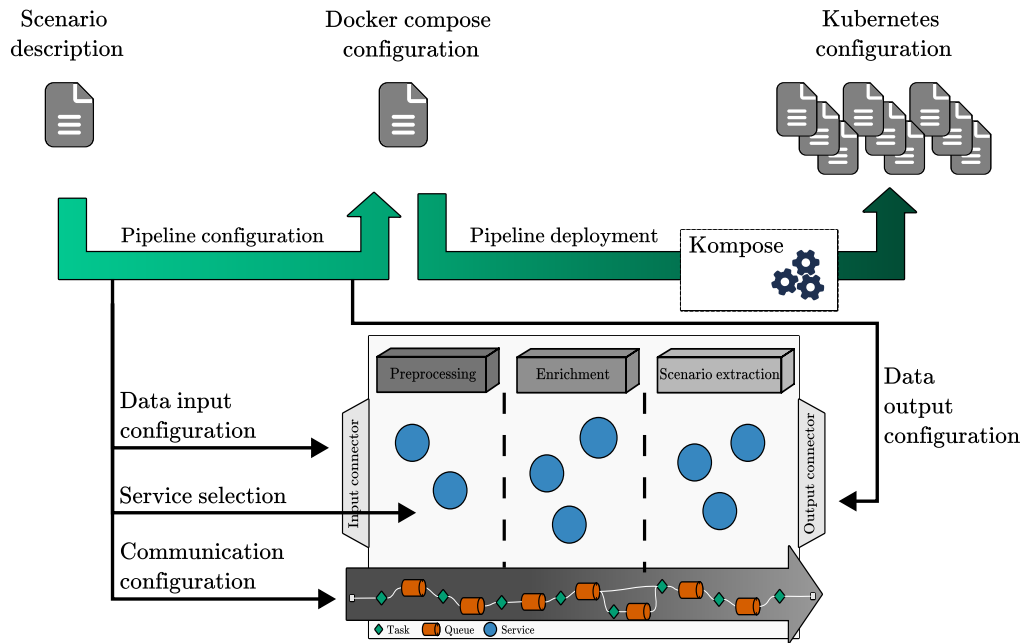 Scenario
description
Docker compose
configuration
Kubernetes
configuration
Pipeline configuration
Pipeline deployment
Kompose
Preprocessing
Enrichment
Scenario extraction
Data input
configuration
Service selection
Communication
configuration
Input connector
Output connector
Data
output
configuration
Task
Queue
Service